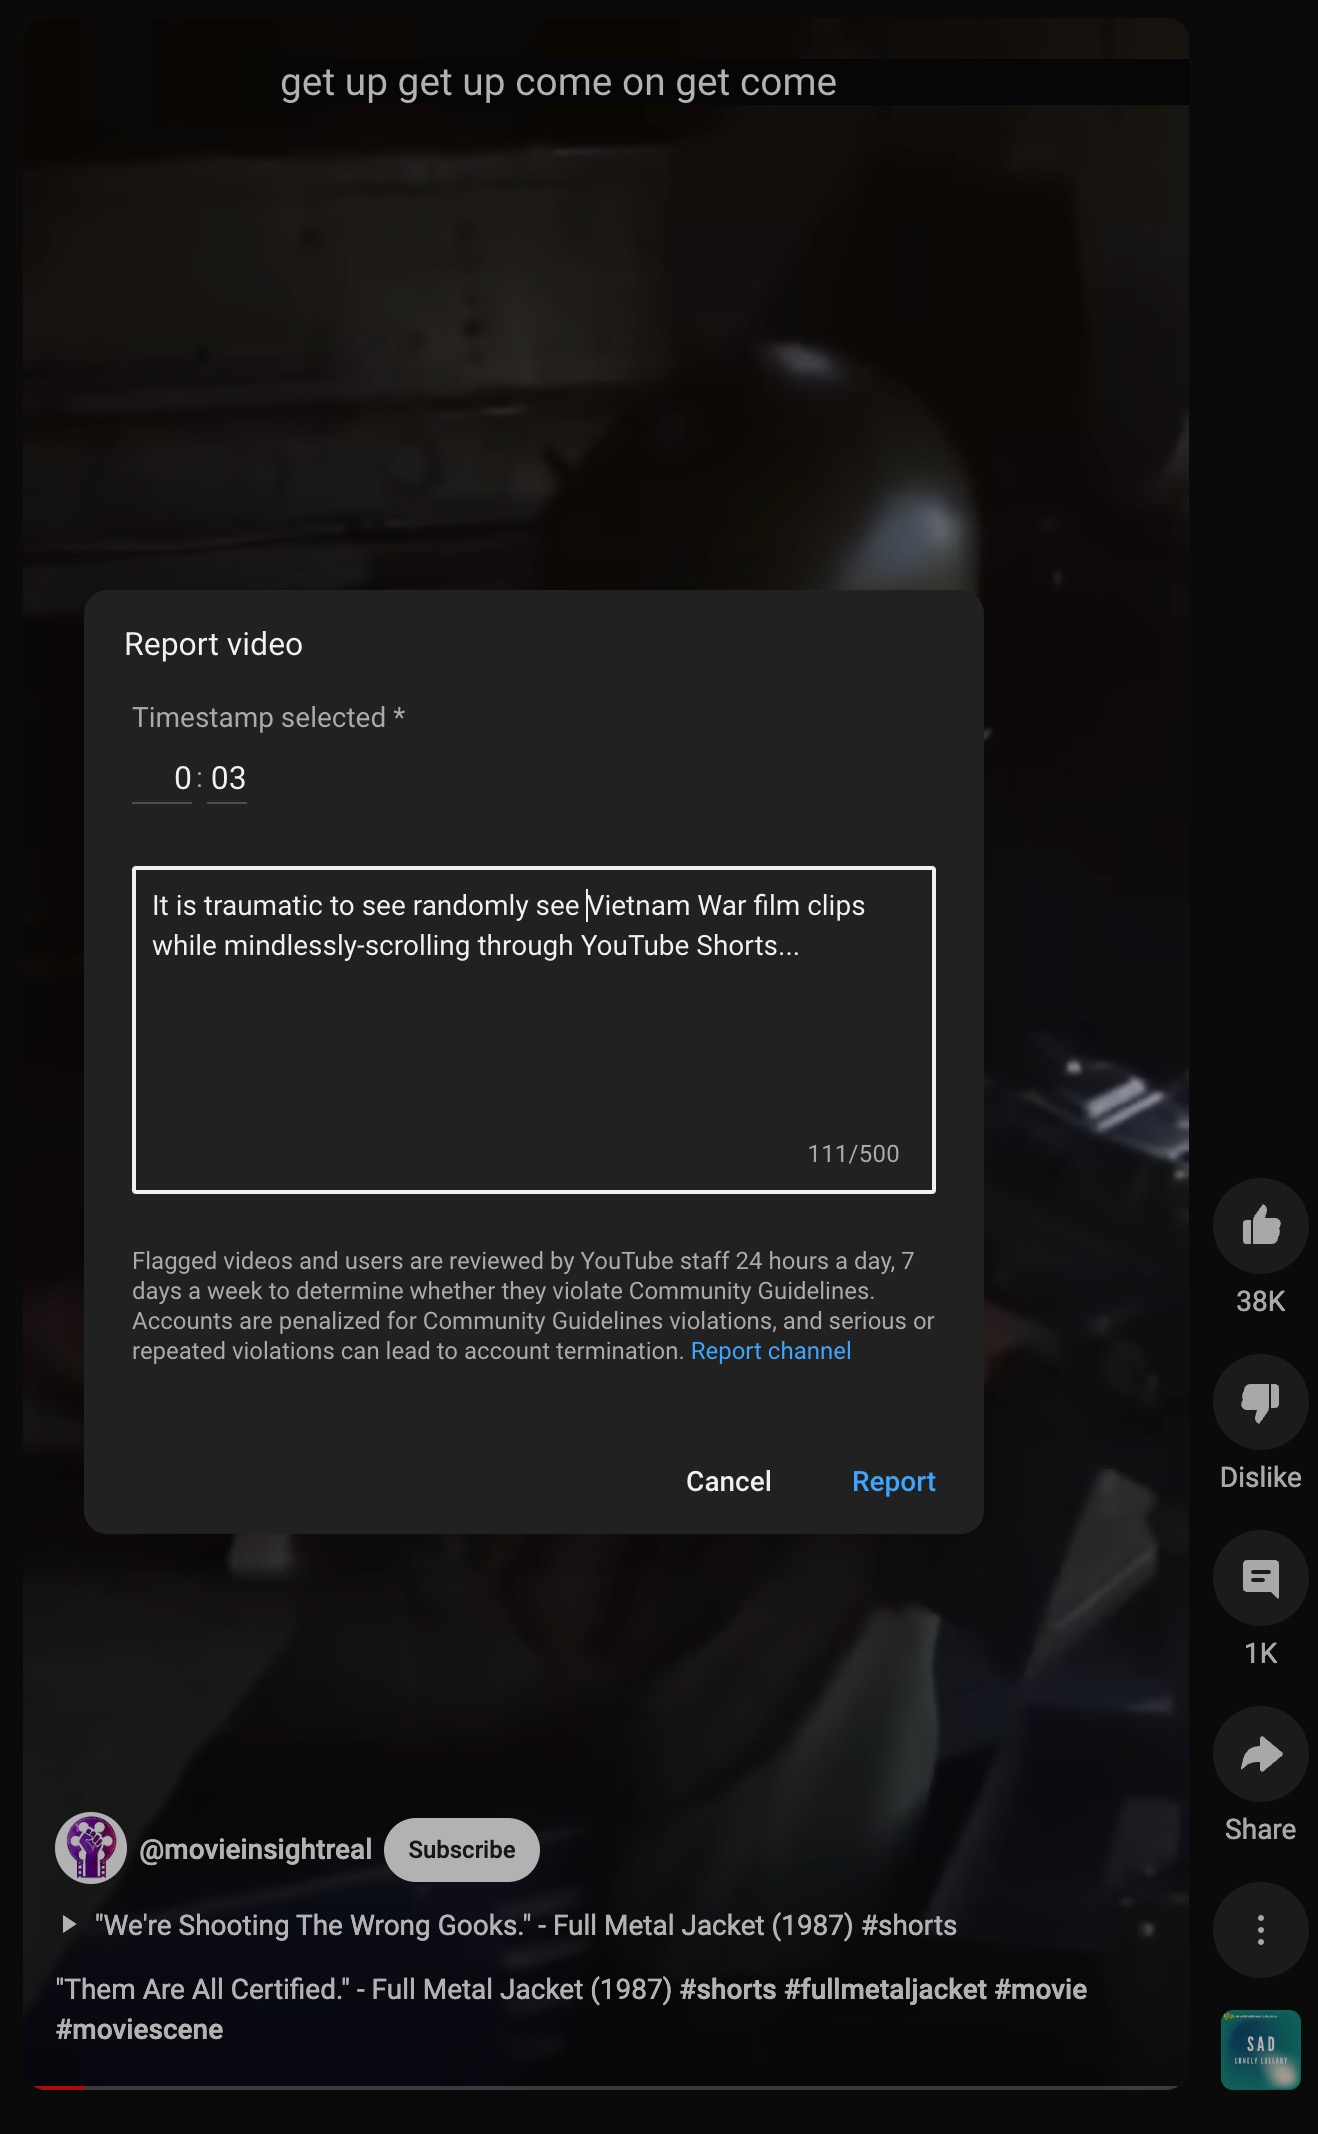 get up get up come on get come
Report video
Timestamp selected *
0 : 03
It is traumatic to see randomly see Vietnam War film clips
while mindlessly-scrolling through YouTube Shorts...
111/500
Flagged videos and users are reviewed by YouTube staff 24 hours a day, 7
days a week to determine whether they violate Community Guidelines.
Accounts are penalized for Community Guidelines violations, and serious or
repeated violations can lead to account termination. Report channel
Cancel Report
38K
Dislike
1K
Share
@movieinsightreal Subscribe
"We're Shooting The Wrong Gooks." - Full Metal Jacket (1987) #shorts
"Them Are All Certified." - Full Metal Jacket (1987) #shorts #fullmetaljacket #movie
#moviescene
SAD
LONELY LULLABY